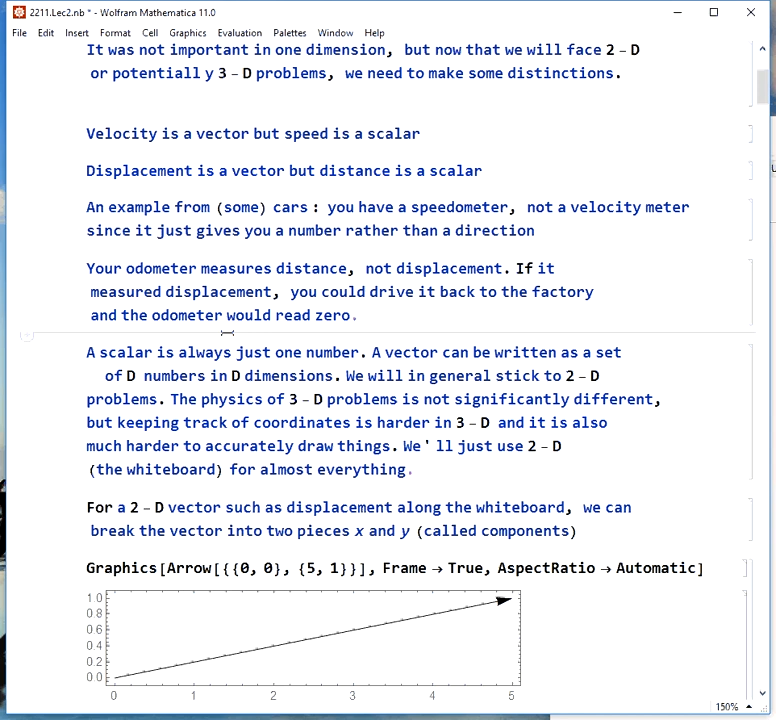 2211.Lec2.nb * - Wolfram Mathematica 11.0
File Edit Insert Format Cell Graphics Evaluation Palettes Window Help
It was not important in one dimension, but now that we will face 2 – D
or potentiall y 3 – D problems, we need to make some distinctions.
Velocity is a vector but speed is a scalar
Displacement is a vector but distance is a scalar
An example from (some) cars : you have a speedometer, not a velocity meter
since it just gives you a number rather than a direction
Your odometer measures distance, not displacement. If it
measured displacement, you could drive it back to the factory
and the odometer would read zero.
A scalar is always just one number. A vector can be written as a set
of D numbers in D dimensions. We will in general stick to 2 – D
problems. The physics of 3 – D problems is not significantly different,
but keeping track of coordinates is harder in 3 – D and it is also
much harder to accurately draw things. We ' ll just use 2 – D
(the whiteboard) for almost everything.
For a 2 – D vector such as displacement along the whiteboard, we can
break the vector into two pieces x and y (called components)
Graphics[Arrow[{{0, 0}, {5, 1}}], Frame → True, AspectRatio → Automatic]
1.0
0.8
0.6
0.4
0.2
0.0
0 1 2 3 4 5
150%